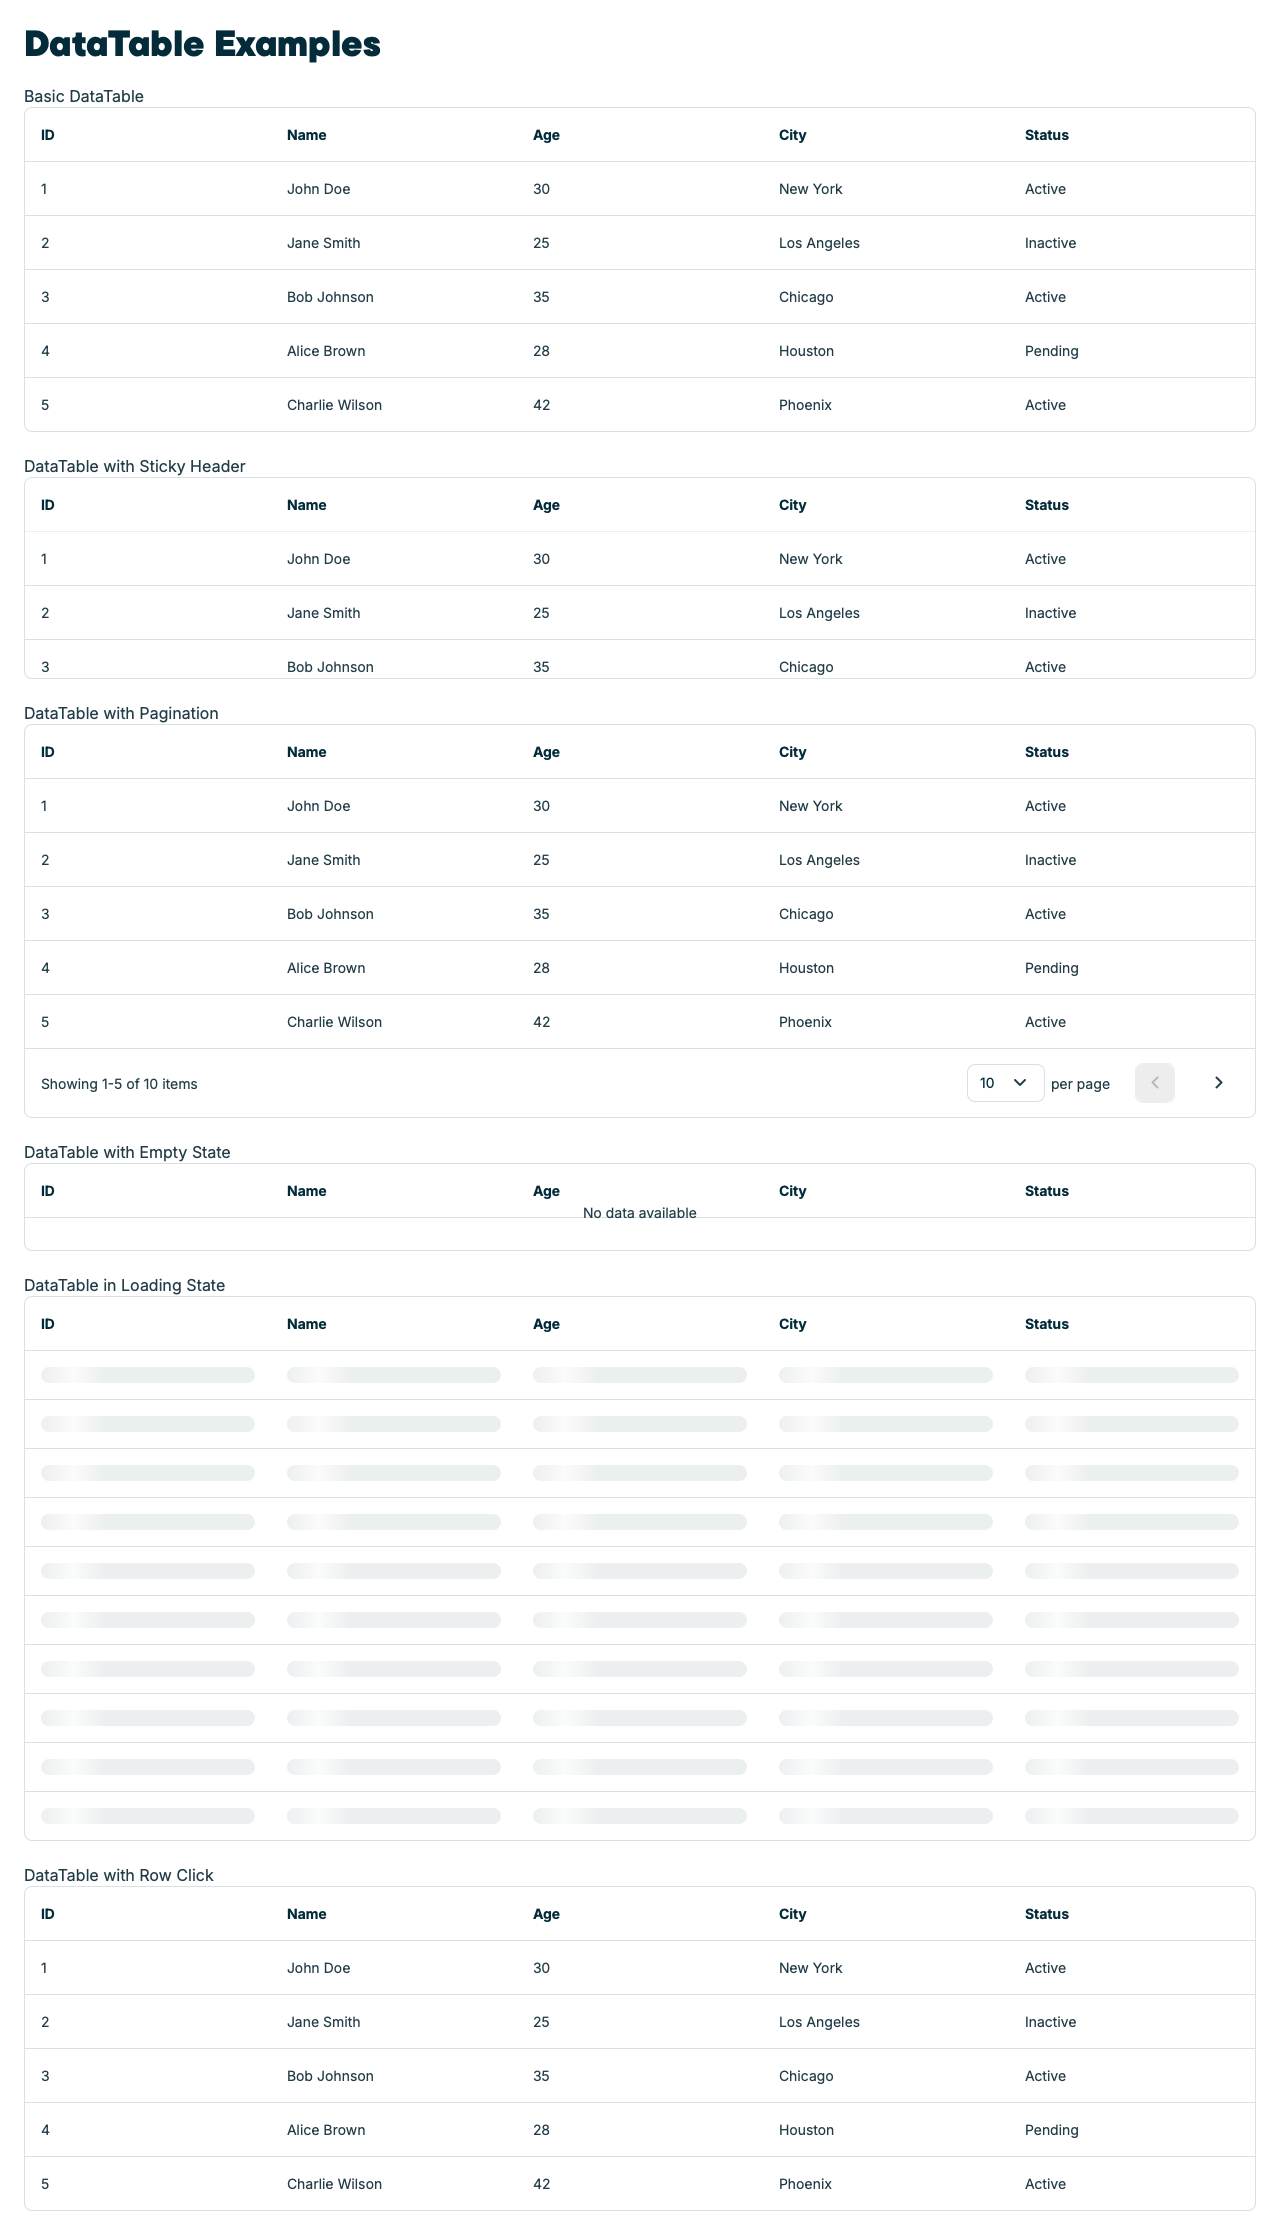 DataTable Examples
Basic DataTable
ID Name Age City Status
1 John Doe 30 New York Active
2 Jane Smith 25 Los Angeles Inactive
3 Bob Johnson 35 Chicago Active
4 Alice Brown 28 Houston Pending
5 Charlie Wilson 42 Phoenix Active
DataTable with Sticky Header
ID Name Age City Status
1 John Doe 30 New York Active
2 Jane Smith 25 Los Angeles Inactive
3 Bob Johnson 35 Chicago Active
DataTable with Pagination
ID Name Age City Status
1 John Doe 30 New York Active
2 Jane Smith 25 Los Angeles Inactive
3 Bob Johnson 35 Chicago Active
4 Alice Brown 28 Houston Pending
5 Charlie Wilson 42 Phoenix Active
Showing 1-5 of 10 items 10 per page
DataTable with Empty State
ID Name Age City Status
No data available
DataTable in Loading State
ID Name Age City Status
DataTable with Row Click
ID Name Age City Status
1 John Doe 30 New York Active
2 Jane Smith 25 Los Angeles Inactive
3 Bob Johnson 35 Chicago Active
4 Alice Brown 28 Houston Pending
5 Charlie Wilson 42 Phoenix Active